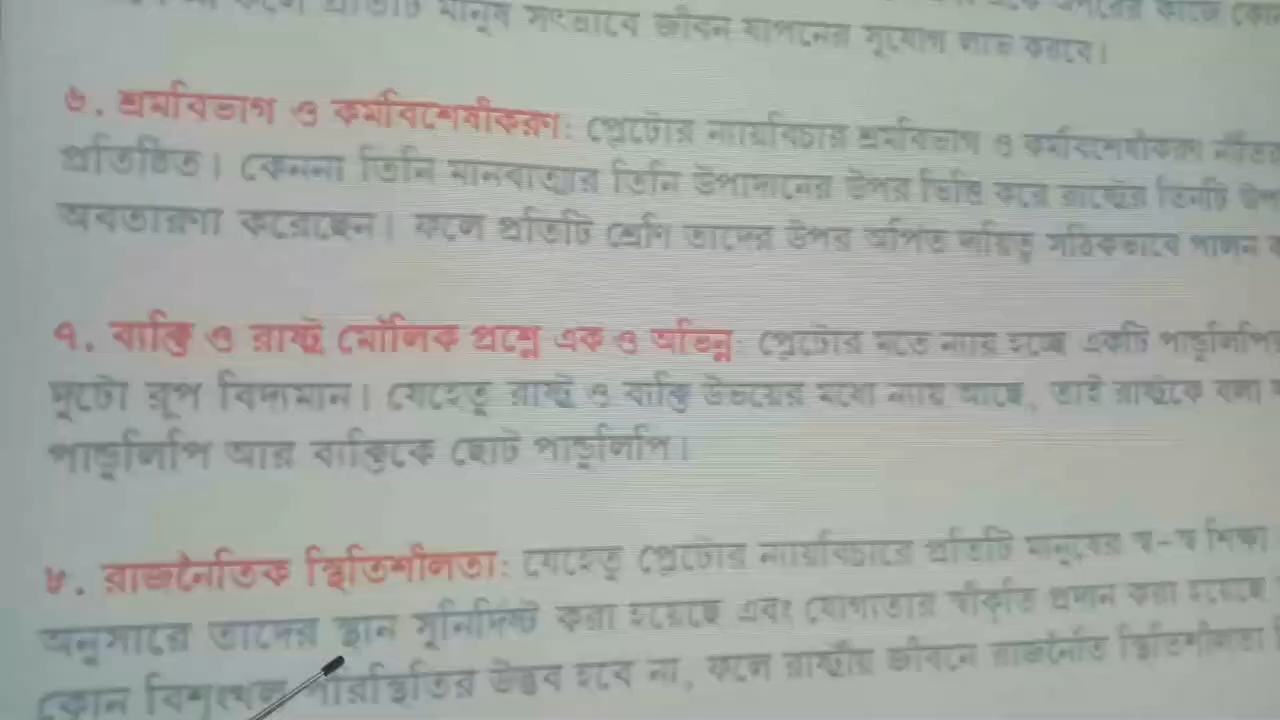 প্রতিটি মানুষ সৎভাবে জীবন যাপনের সুযোগ লাভ করবে।
৬. শ্রমবিভাগ ও কর্মবিশেষীকরণ: প্লেটোর ন্যায়বিচার শ্রমবিভাগ ও কর্মবিশেষীকরণ
প্রতিষ্ঠিত। কেননা তিনি মানবাত্মার তিনটি উপাদানের উপর ভিত্তি করে রাষ্ট্রের তিনটি
অবতারণা করেছেন। ফলে প্রতিটি শ্রেণি তাদের উপর অর্পিত দায়িত্ব সঠিকভাবে পালন
৭. ব্যক্তি ও রাষ্ট্র মৌলিক প্রশ্নে এক ও অভিন্ন: প্লেটোর মতে ন্যায় হচ্ছে একটি
দুটো রূপ বিদ্যমান। যেহেতু রাষ্ট্র ও ব্যক্তি উভয়ের মধ্যে ন্যায় আছে, তাই রাষ্ট্রকে বলা
পান্ডুলিপি আর ব্যক্তিকে ছোট পান্ডুলিপি।
৮. রাজনৈতিক স্থিতিশীলতা: যেহেতু প্লেটোর ন্যায়বিচারে প্রতিটি মানুষের স্ব-স্ব শিক্ষা
অনুসারে তাদের স্থান সুনির্দিষ্ট করা হয়েছে এবং যোগ্যতার স্বীকৃতি প্রদান করা হয়েছে
কোন বিশৃংখল পরিস্থিতির উদ্ভব হবে না, ফলে রাষ্ট্রীয় জীবনে স্থিতিশীলতা